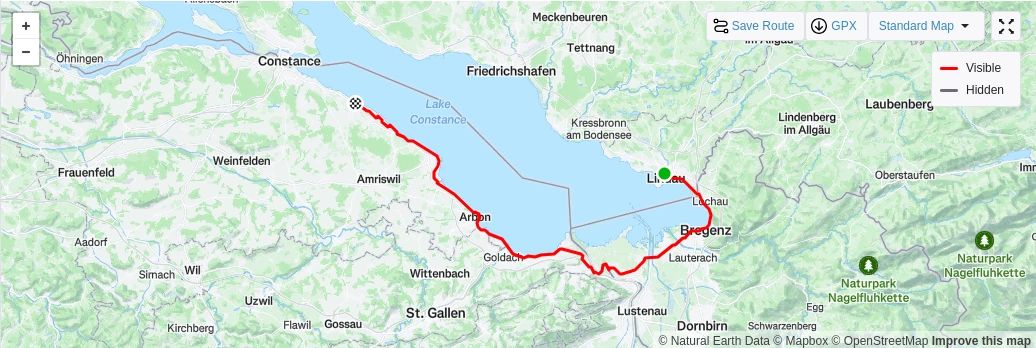 Allensbach
Meckenbeuren
+
Save Route
GPX
Standard Map
im Allgäu
Tettnang
−
Öhningen
Constance
Friedrichshafen
Visible
Hidden
Lake
Constance
Laubenberg
Kressbronn
am Bodensee
Lindenberg
im Allgäu
Weinfelden
Frauenfeld
Amriswil
Lindau
Oberstaufen
Lochau
Arbon
Bregenz
Aadorf
Goldach
Lauterach
Naturpark
Nagelfluhkette
Sirnach
Wil
Wittenbach
Naturpark
Nagelfluhkette
Uzwil
St. Gallen
Lustenau
Egg
Kirchberg
Flawil
Gossau
Dornbirn
Schwarzenberg
© Natural Earth Data © Mapbox © OpenStreetMap Improve this map